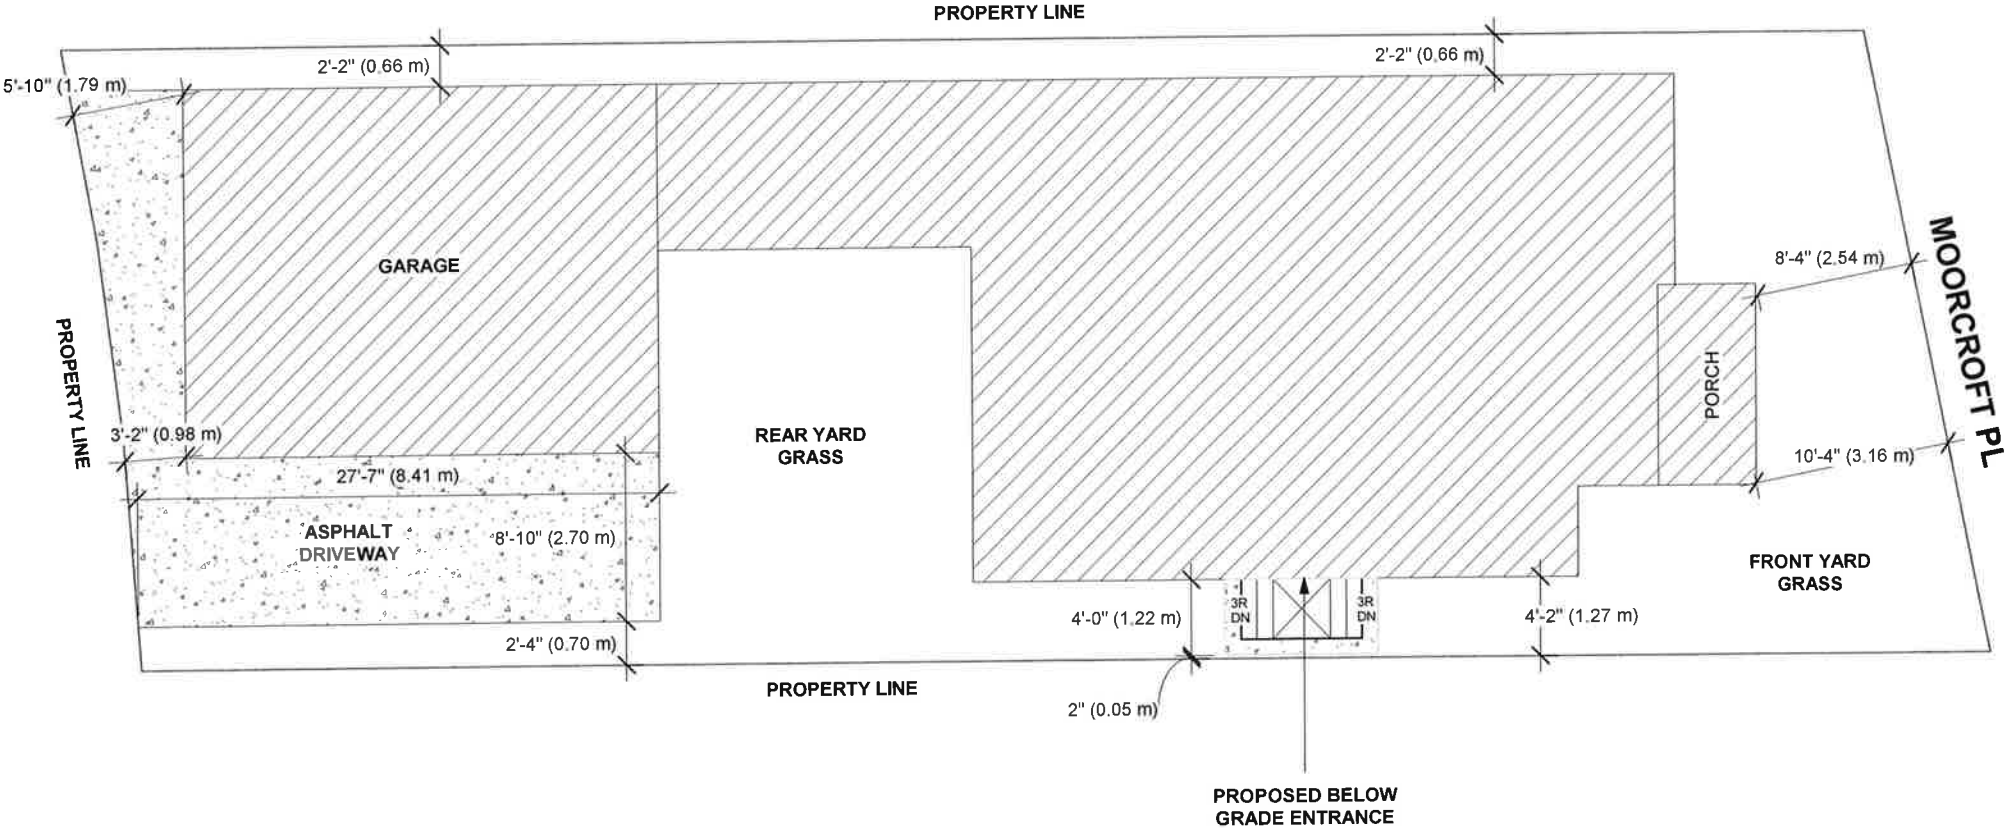 PROPERTY LINE
2'-2" (0.66 m)
2'-2" (0.66 m)
5'-10" (1.79 m)
GARAGE
8'-4" (2.54 m)
MOORCROFT PL
PROPERTY LINE
PORCH
3'-2" (0.98 m)
REAR YARD
GRASS
10'-4" (3.16 m)
27'-7" (8.41 m)
ASPHALT
DRIVEWAY
8'-10" (2.70 m)
FRONT YARD
GRASS
3R
DN
3R
DN
4'-0" (1.22 m)
4'-2" (1.27 m)
2'-4" (0.70 m)
PROPERTY LINE
2" (0.05 m)
PROPOSED BELOW
GRADE ENTRANCE